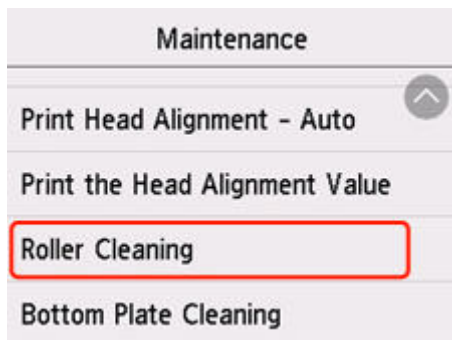 Maintenance
Print Head Alignment - Auto
Print the Head Alignment Value
Roller Cleaning
Bottom Plate Cleaning